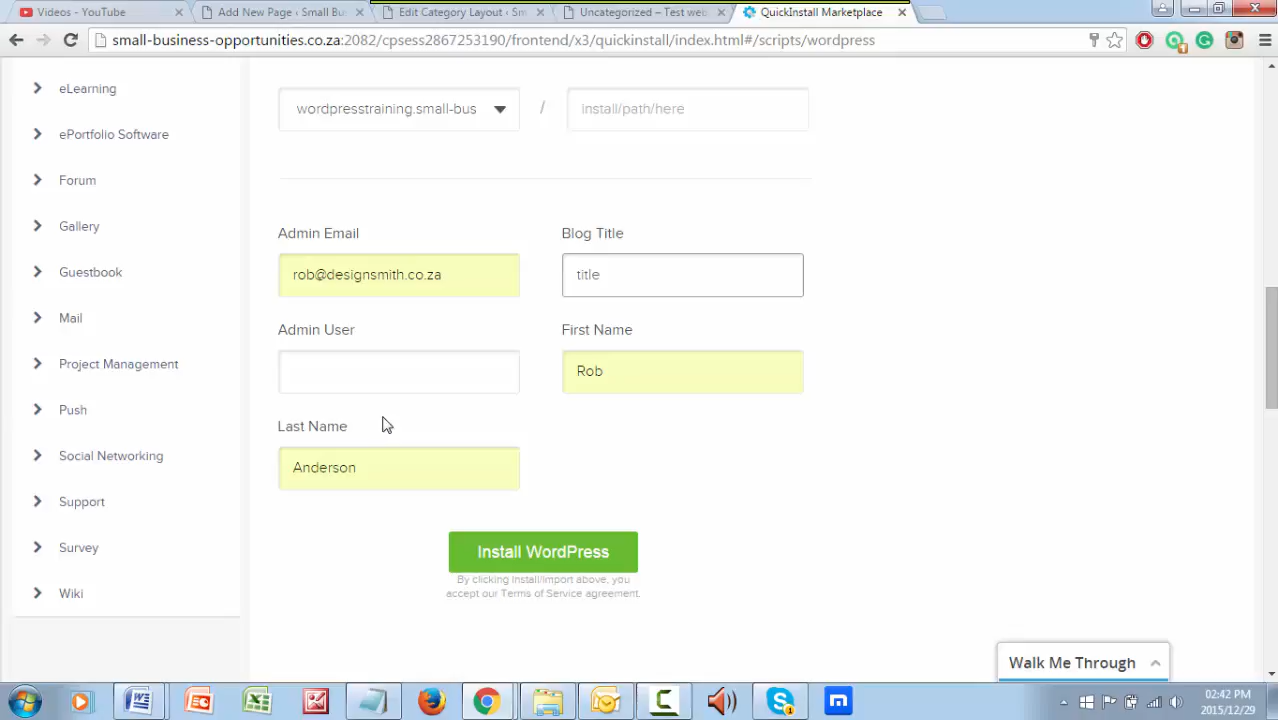 Videos - YouTube
Add New Page ‹ Small Bu
Edit Category Layout ‹ Sm
Uncategorized – Test web
QuickInstall Marketplace
small-business-opportunities.co.za:2082/cpsess2867253190/frontend/x3/quickinstall/index.html#/scripts/wordpress
eLearning
ePortfolio Software
Forum
Gallery
Guestbook
Mail
Project Management
Push
Social Networking
Support
Survey
Wiki
wordpresstraining.small-bus
/
install/path/here
Admin Email
Blog Title
rob@designsmith.co.za
title
Admin User
First Name
Rob
Last Name
Anderson
Install WordPress
By clicking Install/Import above, you
accept our Terms of Service agreement.
Walk Me Through
02:42 PM
2015/12/29